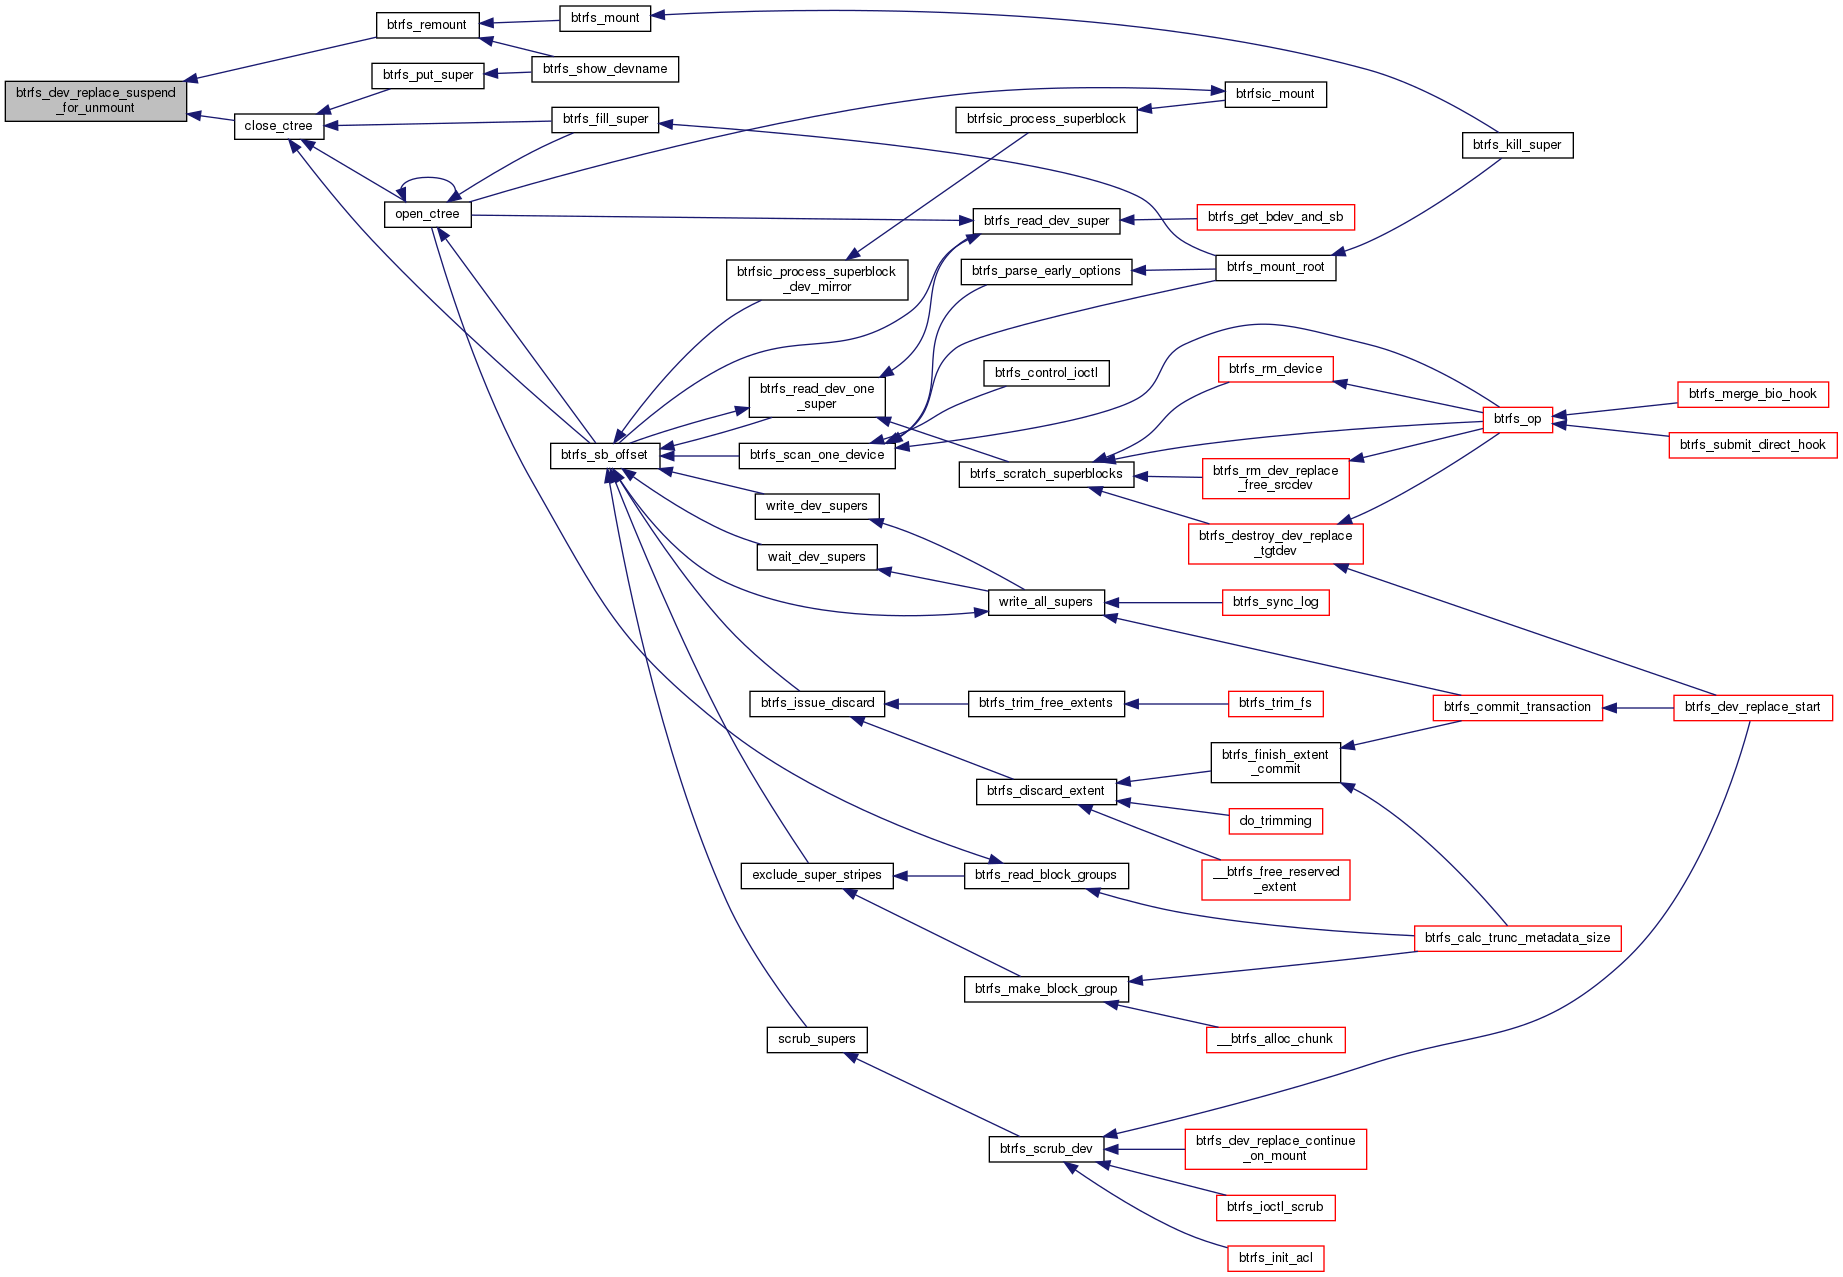 btrfs_dev_replace_suspend
_for_unmount
btrfs_remount
close_ctree
btrfs_put_super
open_ctree
btrfs_mount
btrfs_show_devname
btrfs_fill_super
btrfs_sb_offset
btrfsic_process_superblock
_dev_mirror
btrfs_read_dev_one
_super
btrfs_scan_one_device
write_dev_supers
wait_dev_supers
btrfs_issue_discard
exclude_super_stripes
scrub_supers
btrfsic_process_superblock
btrfs_read_dev_super
btrfs_parse_early_options
btrfs_control_ioctl
btrfs_scratch_superblocks
write_all_supers
btrfs_trim_free_extents
btrfs_discard_extent
btrfs_read_block_groups
btrfs_make_block_group
btrfs_scrub_dev
btrfsic_mount
btrfs_get_bdev_and_sb
btrfs_mount_root
btrfs_rm_device
btrfs_rm_dev_replace
_free_srcdev
btrfs_destroy_dev_replace
_tgtdev
btrfs_sync_log
btrfs_trim_fs
btrfs_finish_extent
_commit
do_trimming
__btrfs_free_reserved
_extent
__btrfs_alloc_chunk
btrfs_dev_replace_continue
_on_mount
btrfs_ioctl_scrub
btrfs_init_acl
btrfs_kill_super
btrfs_op
btrfs_commit_transaction
btrfs_calc_trunc_metadata_size
btrfs_merge_bio_hook
btrfs_submit_direct_hook
btrfs_dev_replace_start